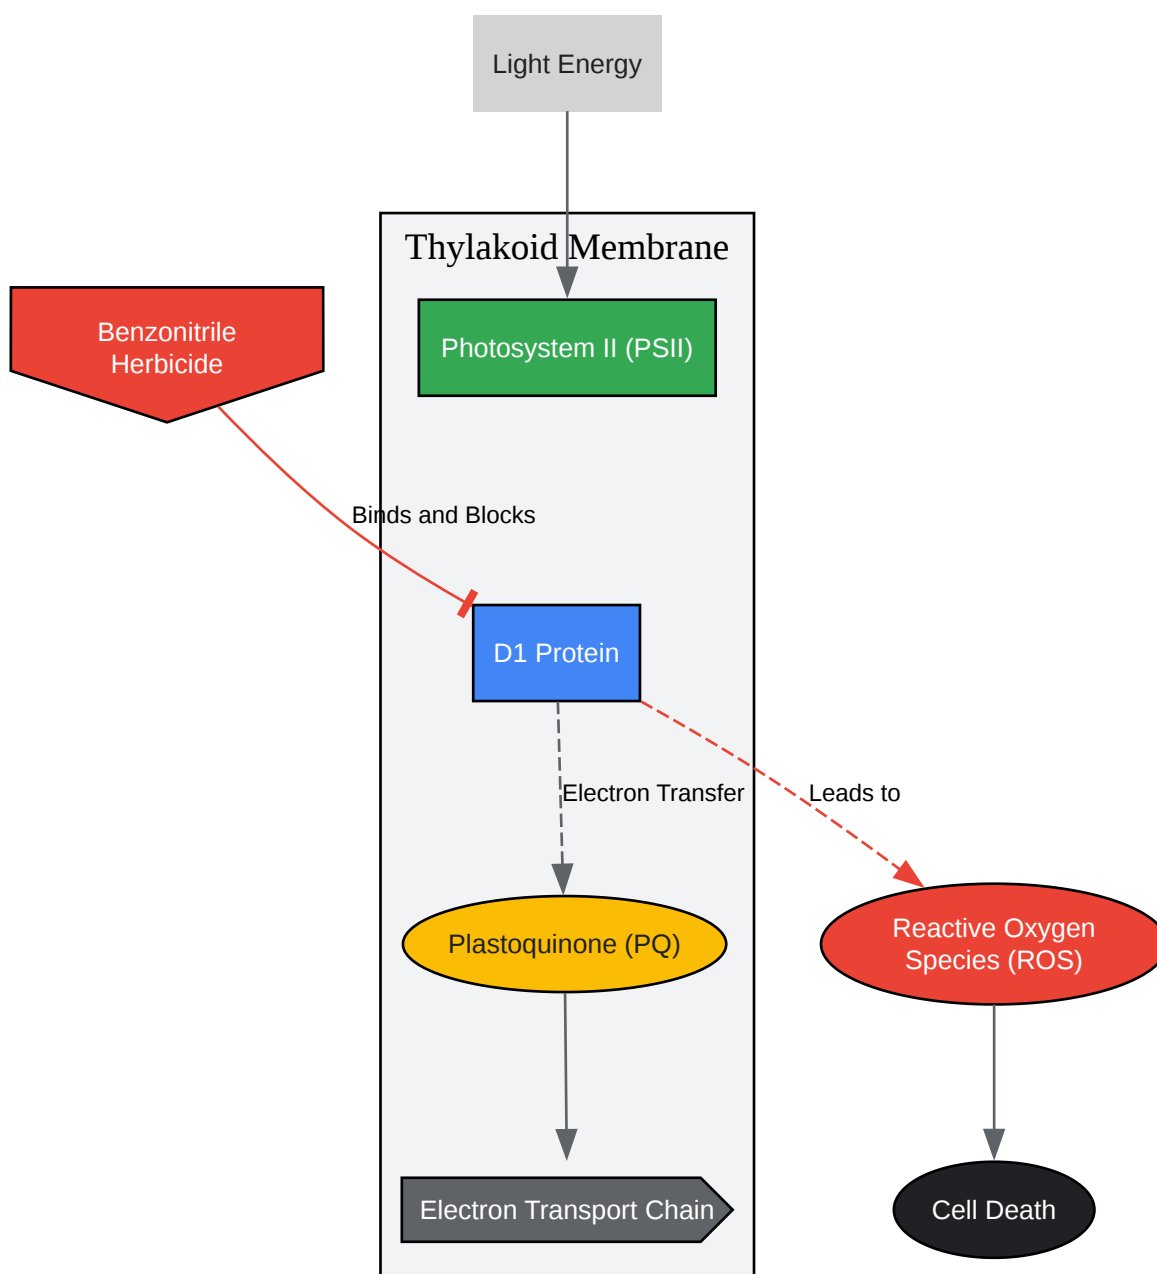 Light Energy
Thylakoid Membrane
Benzonitrile
Herbicide
Photosystem II (PSII)
Binds and Blocks
D1 Protein
Electron Transfer
Leads to
Plastoquinone (PQ)
Reactive Oxygen
Species (ROS)
Electron Transport Chain
Cell Death